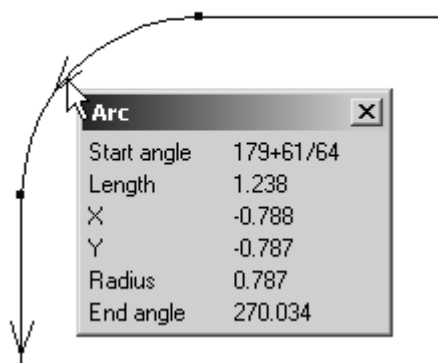 Arc
Start angle 179+61/64
Length 1.238
X -0.788
Y -0.787
Radius 0.787
End angle 270.034